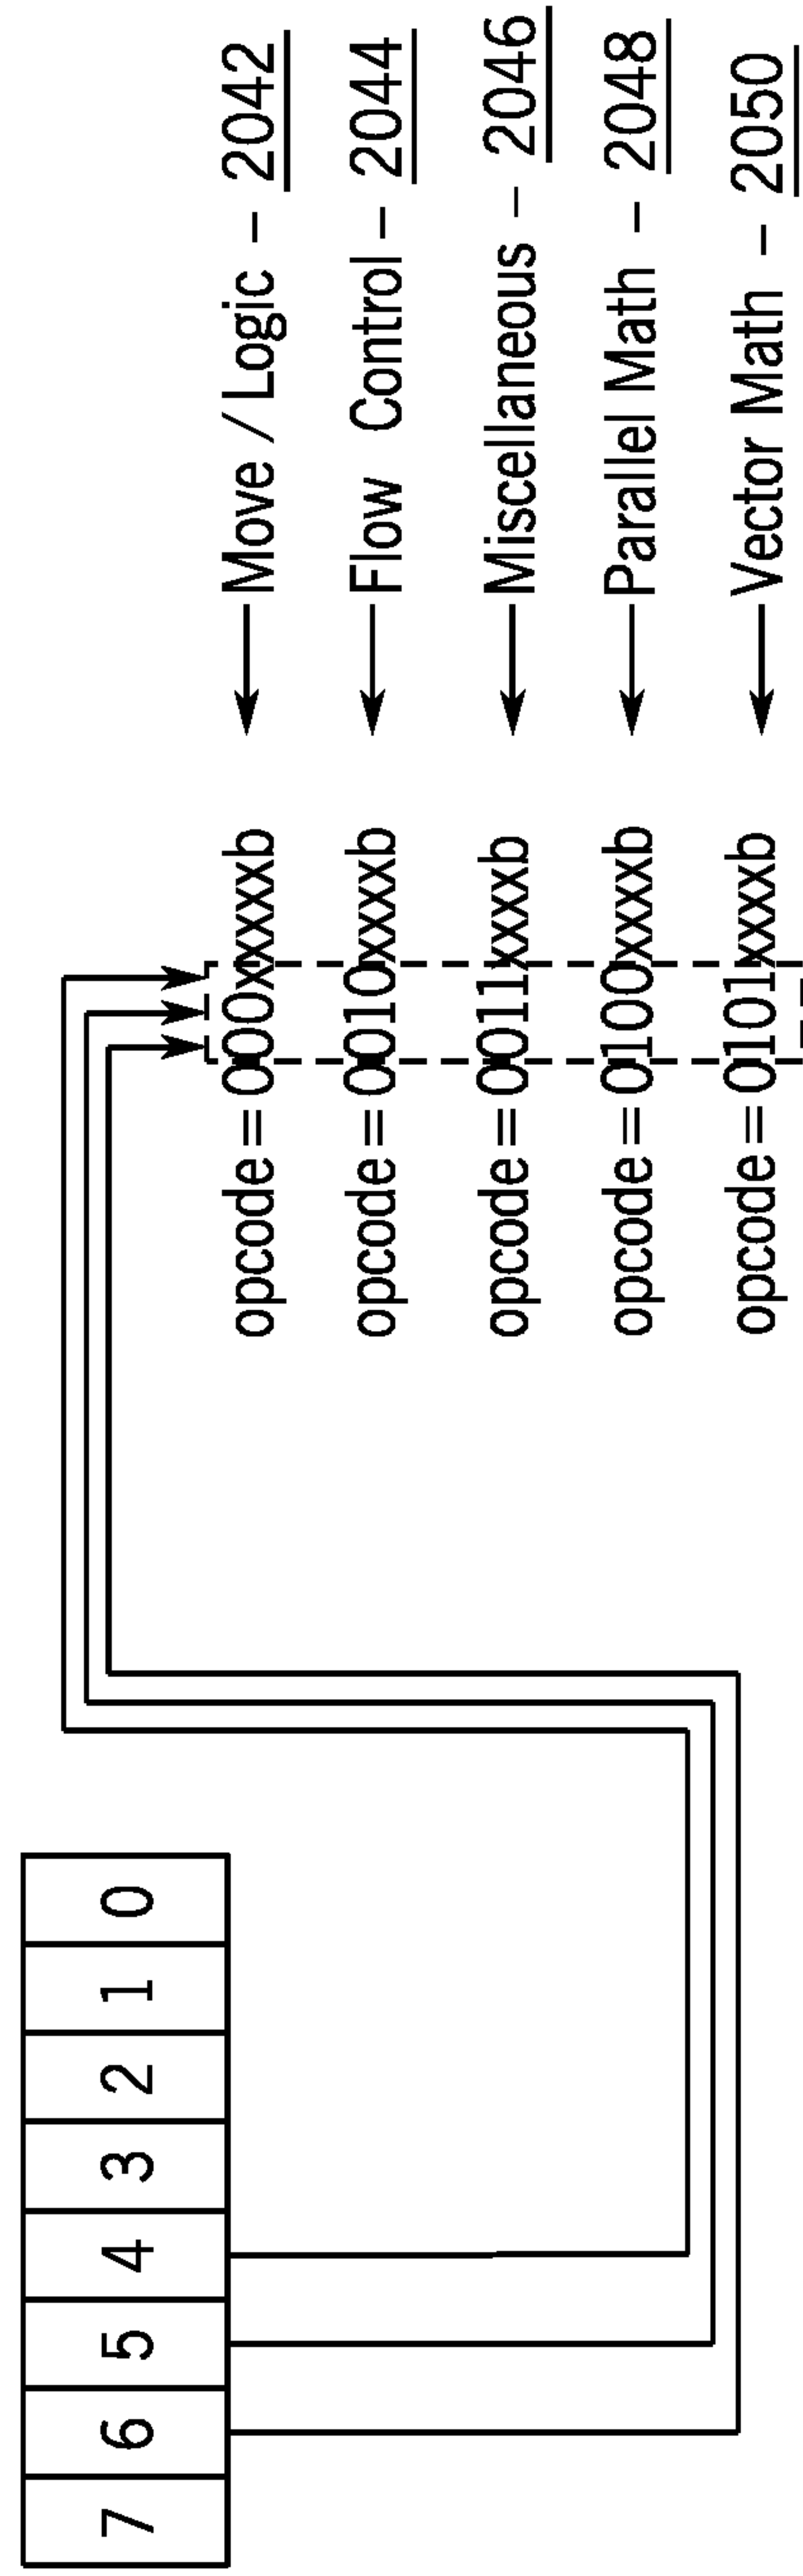 7 6 5 4 3 2 1 0
opcode=000xxxxxb Move / Logic – 2042
opcode=0010xxxxb Flow Control – 2044
opcode=0011xxxxb Miscellaneous – 2046
opcode=0100xxxxb Parallel Math – 2048
opcode=0101xxxxb Vector Math – 2050